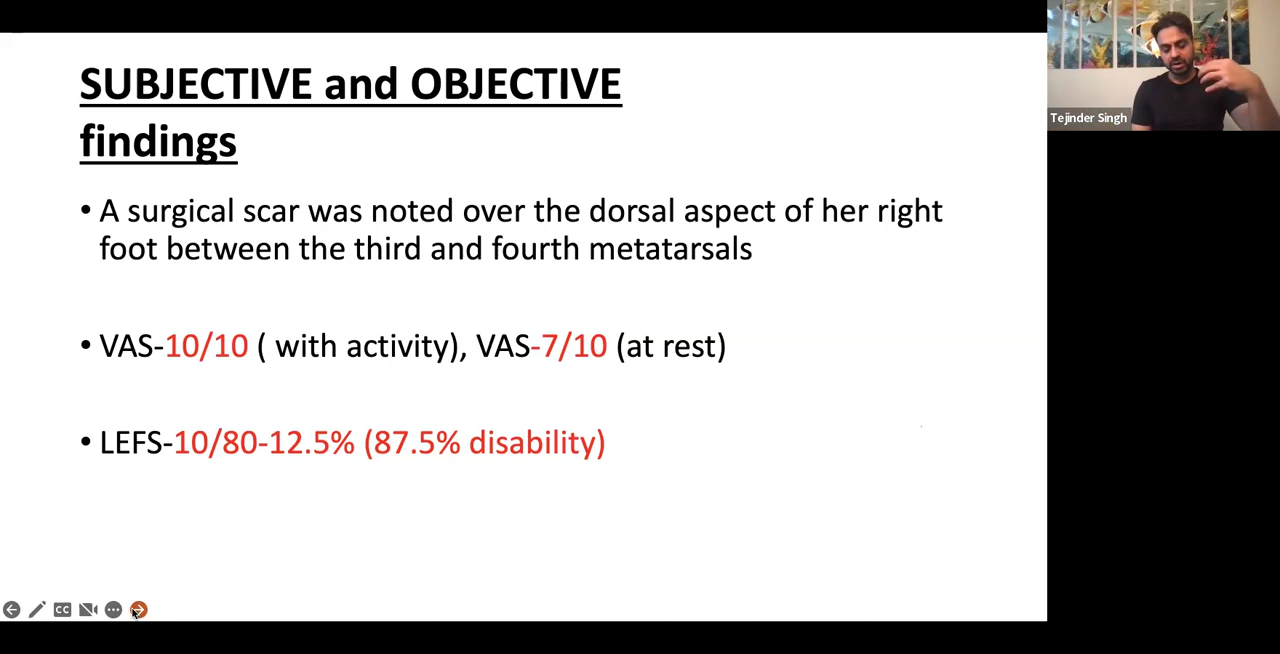 SUBJECTIVE and OBJECTIVE
findings
• A surgical scar was noted over the dorsal aspect of her right
foot between the third and fourth metatarsals
• VAS-10/10 ( with activity), VAS-7/10 (at rest)
• LEFS-10/80-12.5% (87.5% disability)
Tejinder Singh
CC